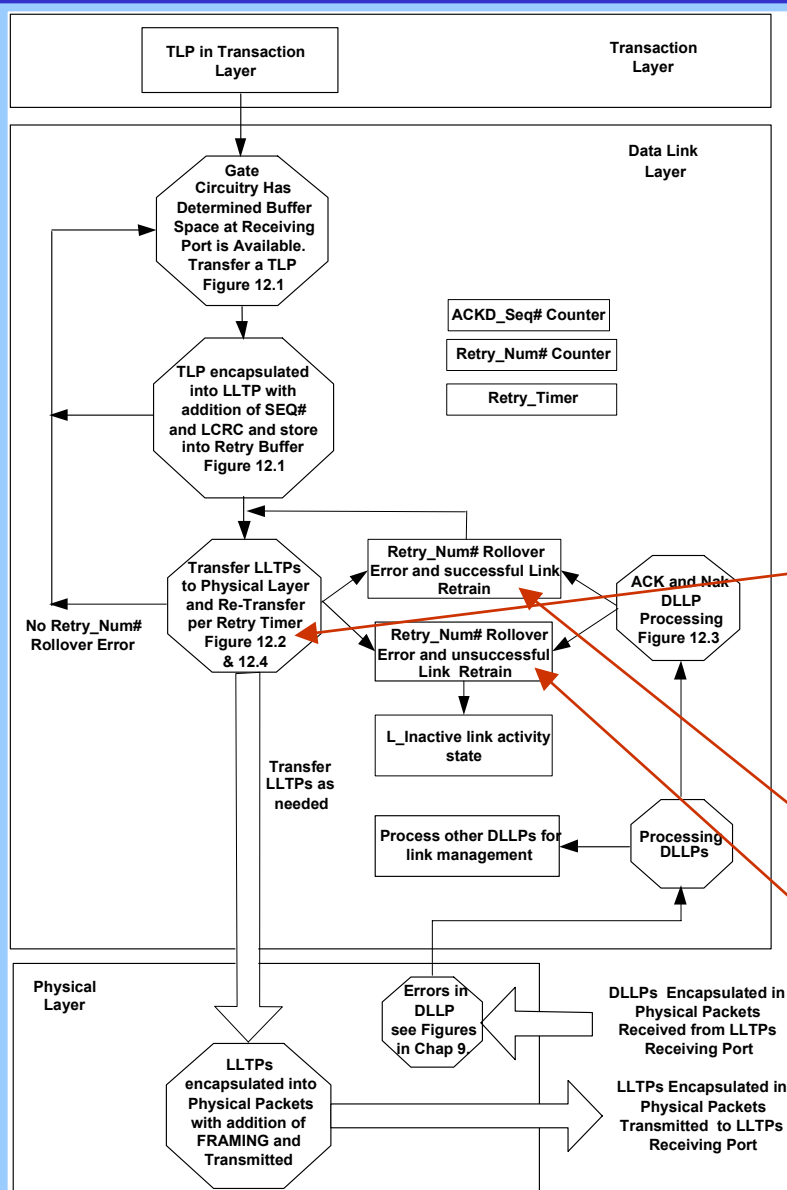 TLP in Transaction
Layer
Transaction
Layer
Data Link
Layer
Gate
Circuitry Has
Determined Buffer
Space at Receiving
Port is Available.
Transfer a TLP
Figure 12.1
ACKD_Seq# Counter
Retry_Num# Counter
Retry_Timer
TLP encapsulated
into LLTP with
addition of SEQ#
and LCRC and store
into Retry Buffer
Figure 12.1
Transfer LLTPs
to Physical Layer
and Re-Transfer
per Retry Timer
Figure 12.2
& 12.4
No Retry_Num#
Rollover Error
Retry_Num# Rollover
Error and successful Link
Retrain
Retry_Num# Rollover
Error and unsuccessful
Link Retrain
ACK and Nak
DLLP
Processing
Figure 12.3
L_Inactive link activity
state
Transfer
LLTPs as
needed
Process other DLLPs for
link management
Processing
DLLPs
Physical
Layer
Errors in
DLLP
see Figures
in Chap 9.
DLLPs Encapsulated in
Physical Packets
Received from LLTPs
Receiving Port
LLTPs
encapsulated into
Physical Packets
with addition of
FRAMING and
Transmitted
LLTPs Encapsulated in
Physical Packets
Transmitted to LLTPs
Receiving Port